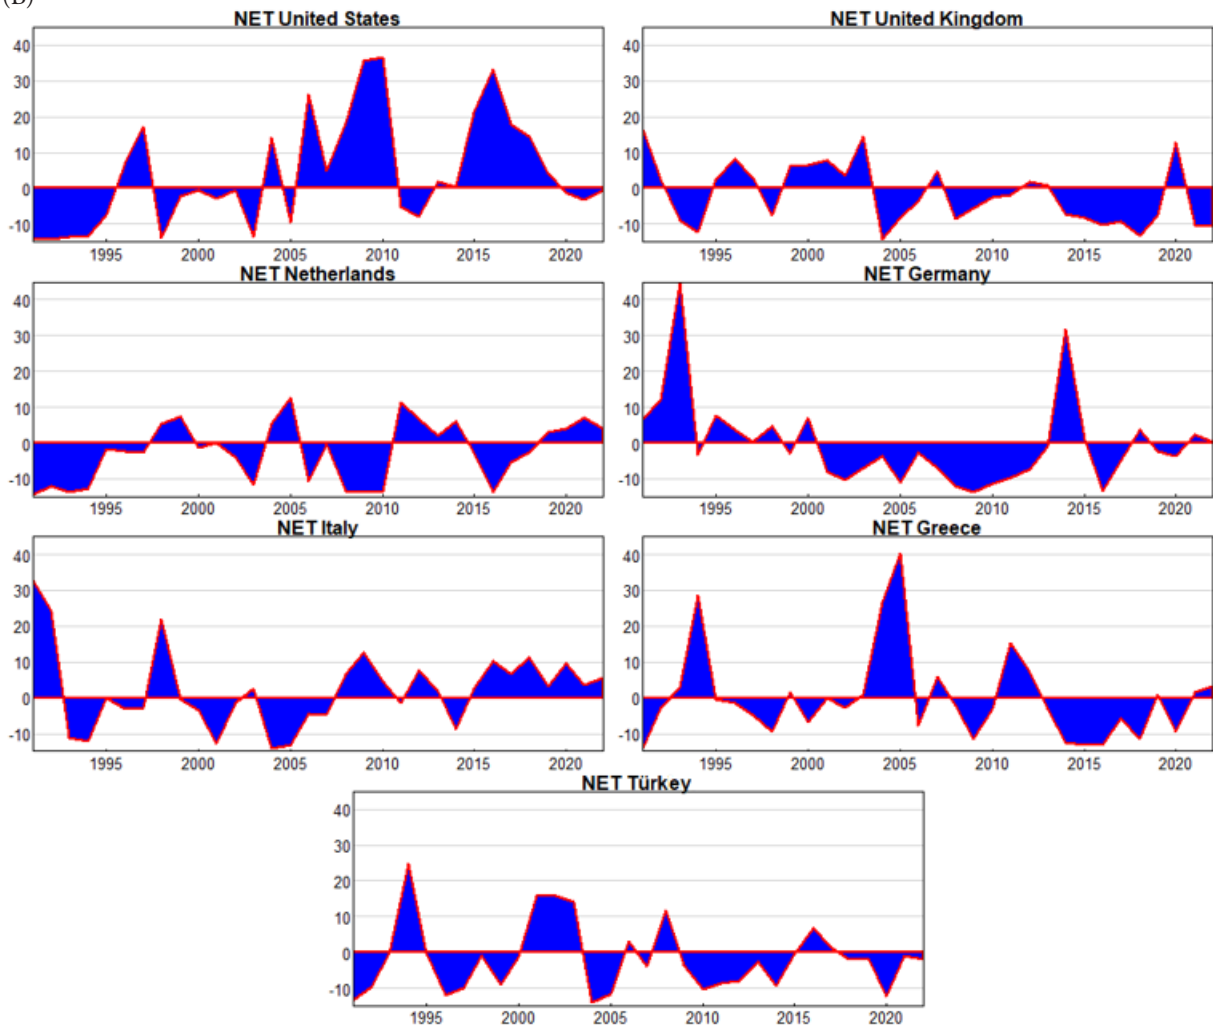 (B)
NET United States NET United Kingdom
40 40
30 30
20 20
10 10
0 0
-10 -10
1995 2000 2005 2010 2015 2020 1995 2000 2005 2010 2015 2020
NET Netherlands NET Germany
40 40
30 30
20 20
10 10
0 0
-10 -10
1995 2000 2005 2010 2015 2020 1995 2000 2005 2010 2015 2020
NET Italy NET Greece
40 40
30 30
20 20
10 10
0 0
-10 -10
1995 2000 2005 2010 2015 2020 1995 2000 2005 2010 2015 2020
NET Türkey
40
30
20
10
0
-10
1995 2000 2005 2010 2015 2020